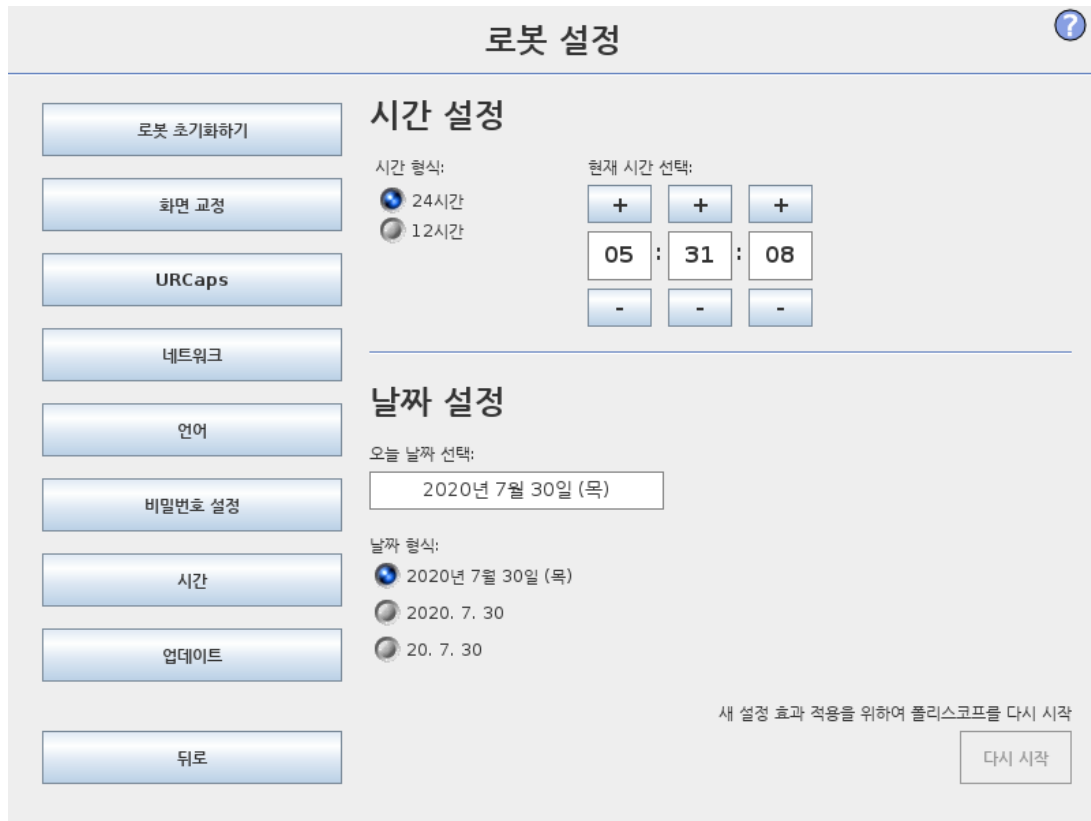 로봇 설정
?
로봇 초기화하기
화면 교정
URCaps
네트워크
언어
비밀번호 설정
시간
업데이트
뒤로
시간 설정
시간 형식:
24시간
12시간
현재 시간 선택:
+ + +
05 : 31 : 08
- - -
날짜 설정
오늘 날짜 선택:
2020년 7월 30일 (목)
날짜 형식:
2020년 7월 30일 (목)
2020. 7. 30
20. 7. 30
새 설정 효과 적용을 위하여 폴리스코프를 다시 시작
다시 시작